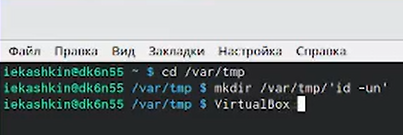 Файл Правка Вид Закладки Настройка Справка
iekashkin@dk6n55 ~ $ cd /var/tmp
iekashkin@dk6n55 /var/tmp $ mkdir /var/tmp/'id -un'
iekashkin@dk6n55 /var/tmp $ VirtualBox